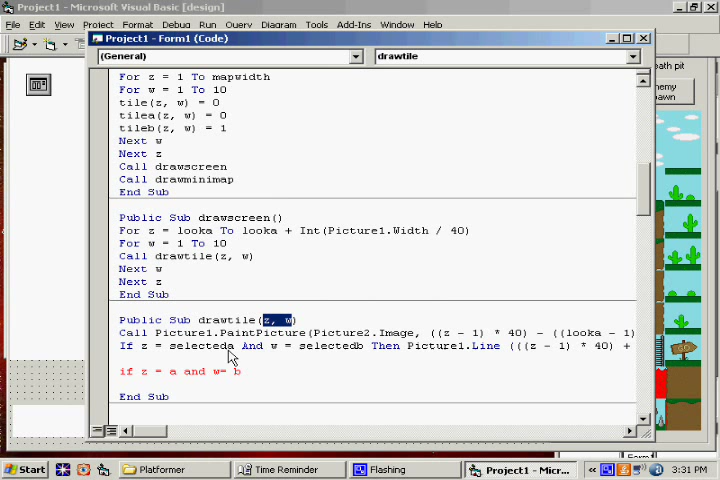 Project1 - Microsoft Visual Basic [design]
File Edit View Project Format Debug Run Query Diagram Tools Add-Ins Window Help
Project1 - Form1 (Code)
(General) drawtile
For z = 1 To mapwidth
For w = 1 To 10
tile(z, w) = 0
tilea(z, w) = 0
tileb(z, w) = 1
Next w
Next z
Call drawscreen
Call drawminimap
End Sub
Public Sub drawscreen()
For z = looka To looka + Int(Picture1.Width / 40)
For w = 1 To 10
Call drawtile(z, w)
Next w
Next z
End Sub
Public Sub drawtile(z, w)
Call Picture1.PaintPicture(Picture2.Image, ((z - 1) * 40) - ((looka - 1)
If z = selecteda And w = selectedb Then Picture1.Line (((z - 1) * 40) +
if z = a and w= b
End Sub
pit
GO
Form1
Start Platformer Time Reminder Flashing Project1 - Micr... 3:31 PM